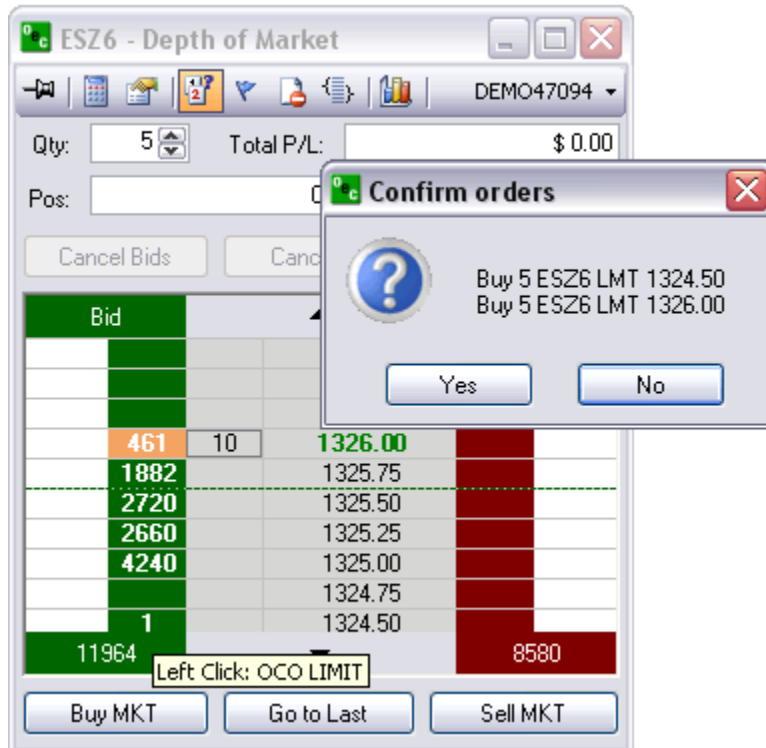 ESZ6 - Depth of Market
DEMO47094
Qty: 5 Total P/L: $ 0.00
Pos:
Confirm orders
Buy 5 ESZ6 LMT 1324.50
Buy 5 ESZ6 LMT 1326.00
Yes No
Cancel Bids
Bid
461 10 1326.00
1882 1325.75
2720 1325.50
2660 1325.25
4240 1325.00
1324.75
1 1324.50
11964 8580
Left Click: OCO LIMIT
Buy MKT Go to Last Sell MKT